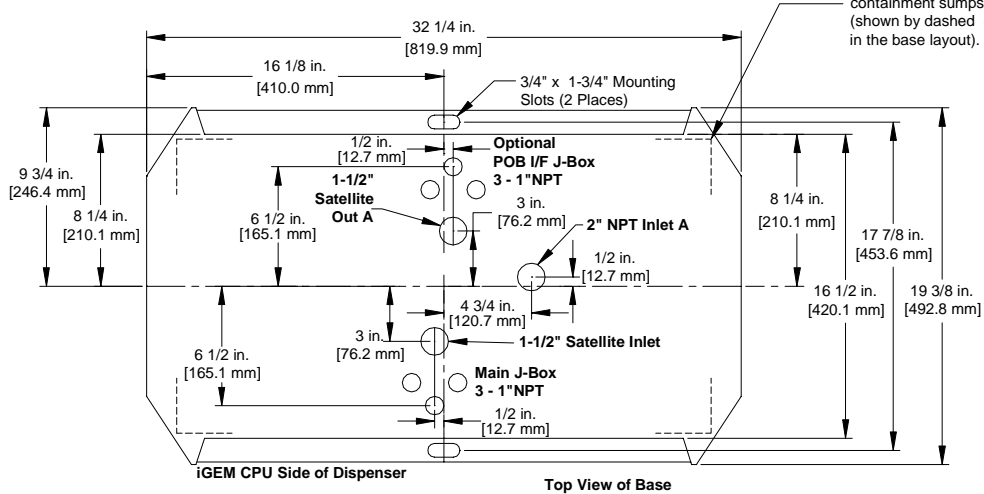 containment sumps
(shown by dashed
in the base layout).
32 1/4 in.
[819.9 mm]
16 1/8 in.
[410.0 mm]
3/4" x 1-3/4" Mounting
Slots (2 Places)
1/2 in.
[12.7 mm]
Optional
POB I/F J-Box
3 - 1"NPT
9 3/4 in.
[246.4 mm]
8 1/4 in.
[210.1 mm]
1-1/2"
Satellite
Out A
6 1/2 in.
[165.1 mm]
3 in.
[76.2 mm]
2" NPT Inlet A
8 1/4 in.
[210.1 mm]
17 7/8 in.
[453.6 mm]
1/2 in.
[12.7 mm]
16 1/2 in.
[420.1 mm]
19 3/8 in.
[492.8 mm]
4 3/4 in.
[120.7 mm]
3 in.
[76.2 mm]
1-1/2" Satellite Inlet
6 1/2 in.
[165.1 mm]
Main J-Box
3 - 1"NPT
1/2 in.
[12.7 mm]
iGEM CPU Side of Dispenser
Top View of Base